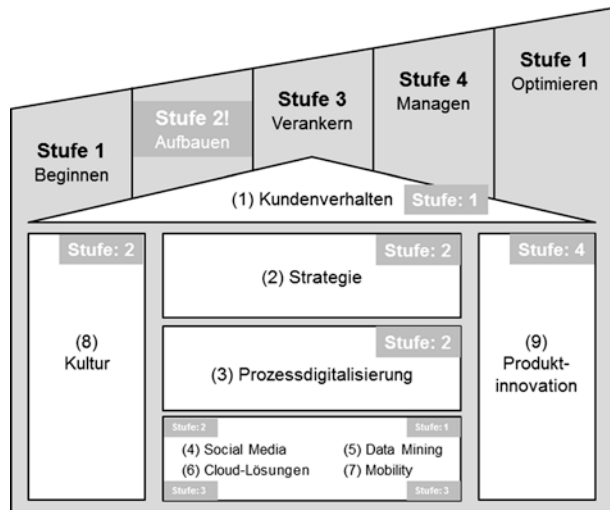 Stufe 1
Beginnen
Stufe 2!
Aufbauen
Stufe 3
Verankern
Stufe 4
Managen
Stufe 1
Optimieren
(1) Kundenverhalten
Stufe: 1
Stufe: 2
(8)
Kultur
Stufe: 2
(2) Strategie
Stufe: 2
(3) Prozessdigitalisierung
Stufe: 2
Stufe: 1
(4) Social Media
(5) Data Mining
(6) Cloud-Lösungen
(7) Mobility
Stufe: 3
Stufe: 3
Stufe: 4
(9)
Produkt-
innovation